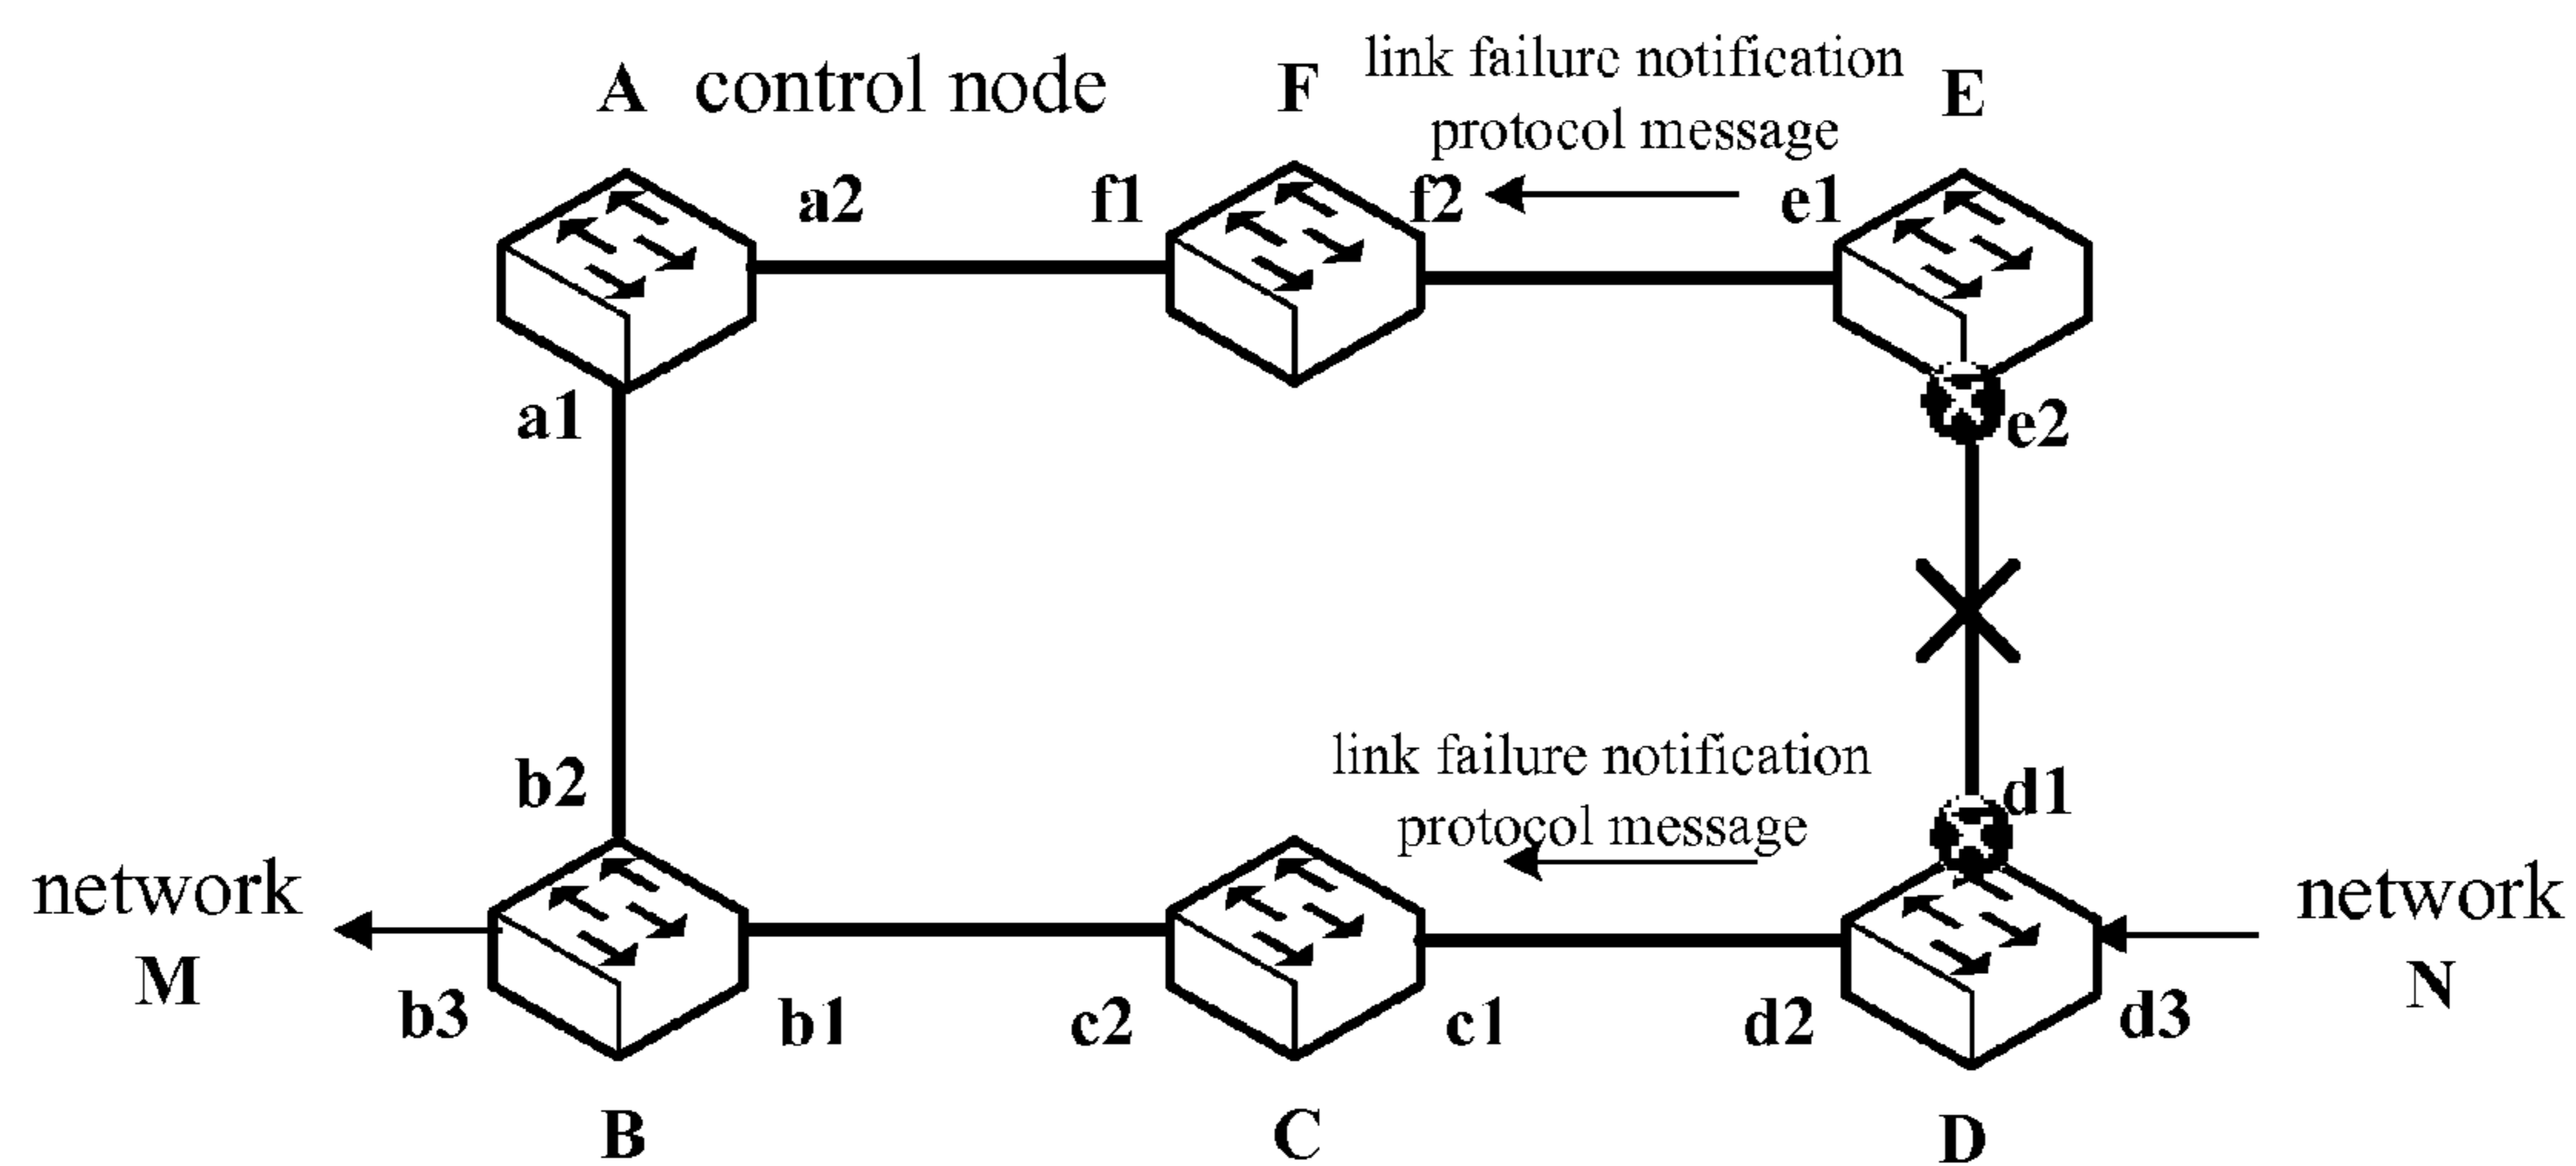 A control node
F
link failure notification
protocol message
E
a2
f1
f2
e1
a1
e2
b2
link failure notification
protocol message
d1
network
M
network
N
b3
b1
c2
c1
d2
d3
B
C
D